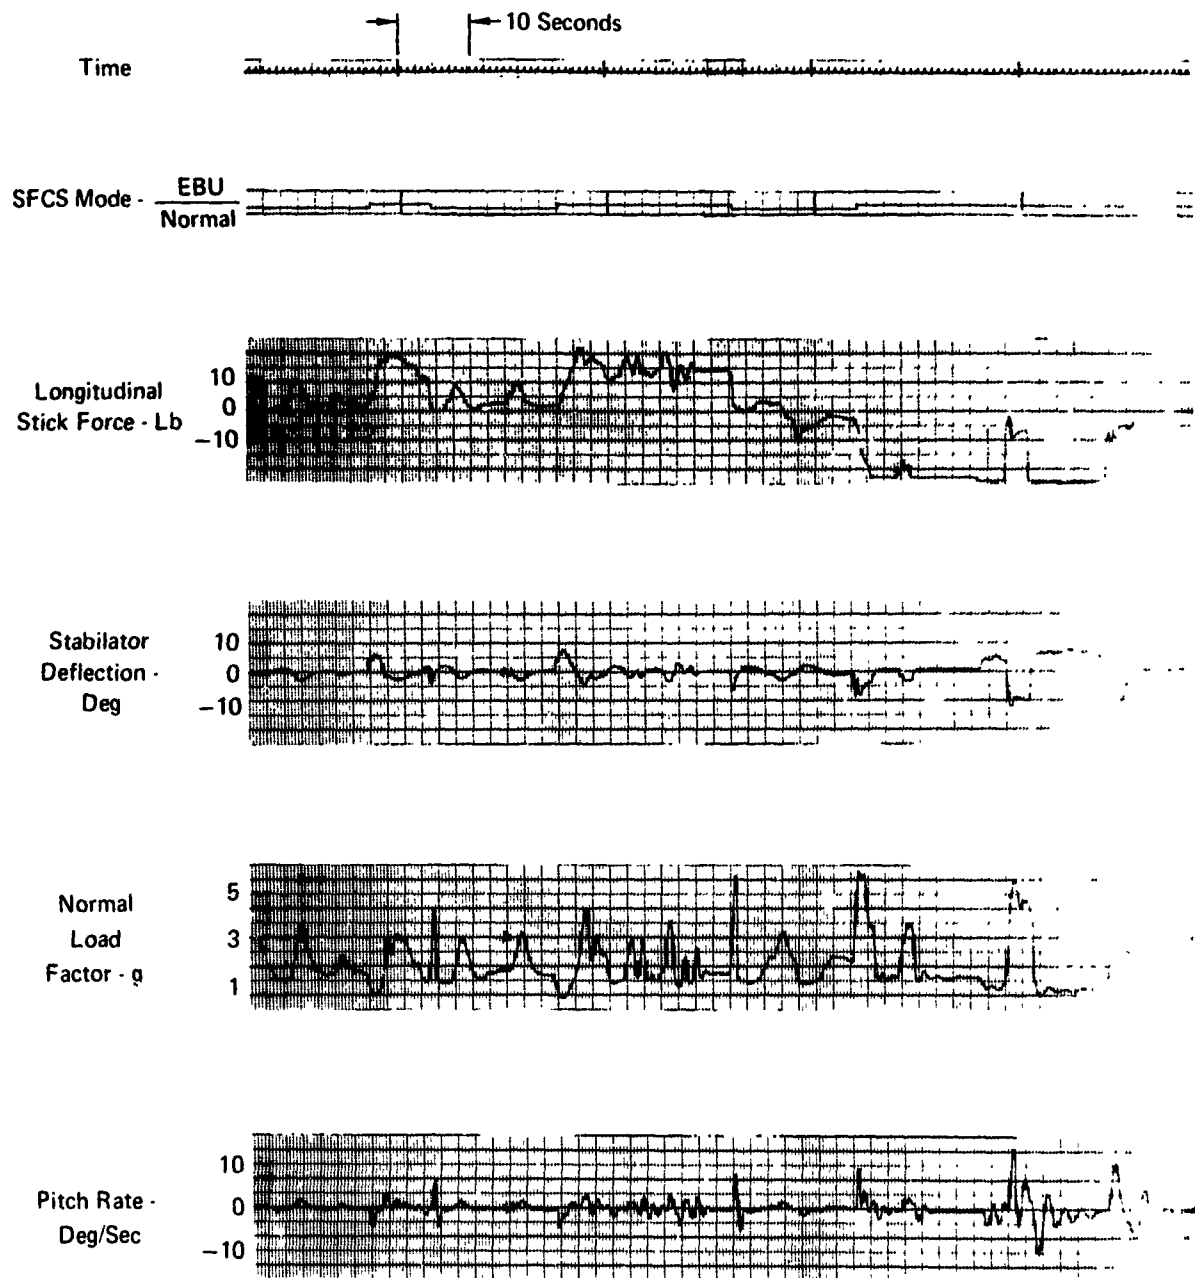 10 Seconds
Time
SFCS Mode - EBU
Normal
Longitudinal
Stick Force - Lb
10
0
-10
Stabilator
Deflection -
Deg
10
0
-10
Normal
Load
Factor - g
5
3
1
Pitch Rate -
Deg/Sec
10
0
-10